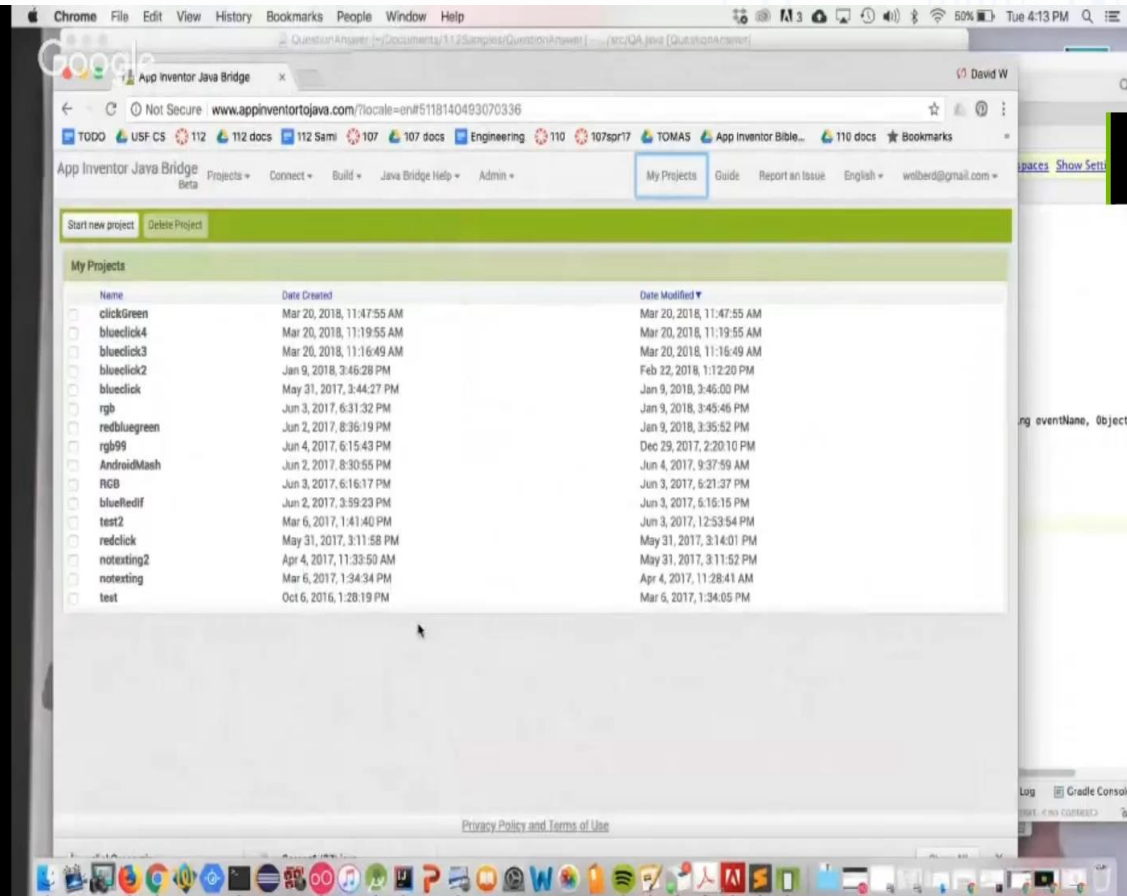 Chrome File Edit View History Bookmarks People Window Help 3 50% Tue 4:13 PM
QuestionAnswer [~/Documents/112Samples/QuestionAnswer] - .../src/QA.java [QuestionAnswer]
Google
App Inventor Java Bridge × David W
Not Secure www.appinventortojava.com/?locale=en#5118140493070336
TODO USF CS 112 112 docs 112 Sami 107 107 docs Engineering 110 107spr17 TOMAS App Inventor Bible... 110 docs Bookmarks »
App Inventor Java Bridge Projects Connect Build Java Bridge Help Admin My Projects Guide Report an Issue English wolberd@gmail.com
Beta
paces Show Setti
Start new project Delete Project
My Projects
Name Date Created Date Modified
clickGreen Mar 20, 2018, 11:47:55 AM Mar 20, 2018, 11:47:55 AM
blueclick4 Mar 20, 2018, 11:19:55 AM Mar 20, 2018, 11:19:55 AM
blueclick3 Mar 20, 2018, 11:16:49 AM Mar 20, 2018, 11:16:49 AM
blueclick2 Jan 9, 2018, 3:46:28 PM Feb 22, 2018, 1:12:20 PM
blueclick May 31, 2017, 3:44:27 PM Jan 9, 2018, 3:46:00 PM
rgb Jun 3, 2017, 6:31:32 PM Jan 9, 2018, 3:45:46 PM
redbluegreen Jun 2, 2017, 8:36:19 PM Jan 9, 2018, 3:35:52 PM
ng eventName, Object
rgb99 Jun 4, 2017, 6:15:43 PM Dec 29, 2017, 2:20:10 PM
AndroidMash Jun 2, 2017, 8:30:55 PM Jun 4, 2017, 9:37:59 AM
RGB Jun 3, 2017, 6:16:17 PM Jun 3, 2017, 6:21:37 PM
blueRedIf Jun 2, 2017, 3:59:23 PM Jun 3, 2017, 6:16:15 PM
test2 Mar 6, 2017, 1:41:40 PM Jun 3, 2017, 12:53:54 PM
redclick May 31, 2017, 3:11:58 PM May 31, 2017, 3:14:01 PM
notexting2 Apr 4, 2017, 11:33:50 AM May 31, 2017, 3:11:52 PM
notexting Mar 6, 2017, 1:34:34 PM Apr 4, 2017, 11:28:41 AM
test Oct 6, 2016, 1:28:19 PM Mar 6, 2017, 1:34:05 PM
Log Gradle Consol
Privacy Policy and Terms of Use